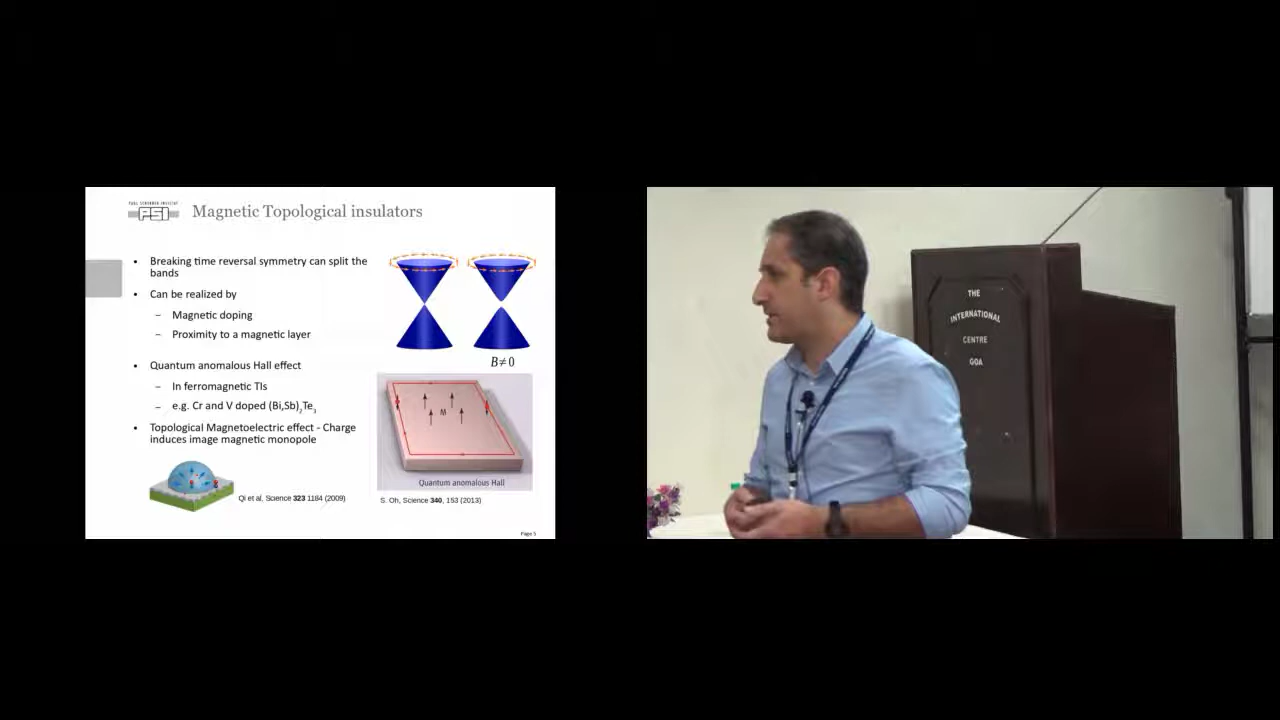 PAUL SCHERRER INSTITUT
PSI
Magnetic Topological insulators
• Breaking time reversal symmetry can split the
bands
• Can be realized by
– Magnetic doping
– Proximity to a magnetic layer
• Quantum anomalous Hall effect
– In ferromagnetic TIs
– e.g. Cr and V doped (Bi,Sb)₂Te₃
• Topological Magnetoelectric effect - Charge
induces image magnetic monopole
Qi et al, Science 323 1184 (2009)
B≠0
M
Quantum anomalous Hall
S. Oh, Science 340, 153 (2013)
Page 5
THE
INTERNATIONAL
CENTRE
GOA